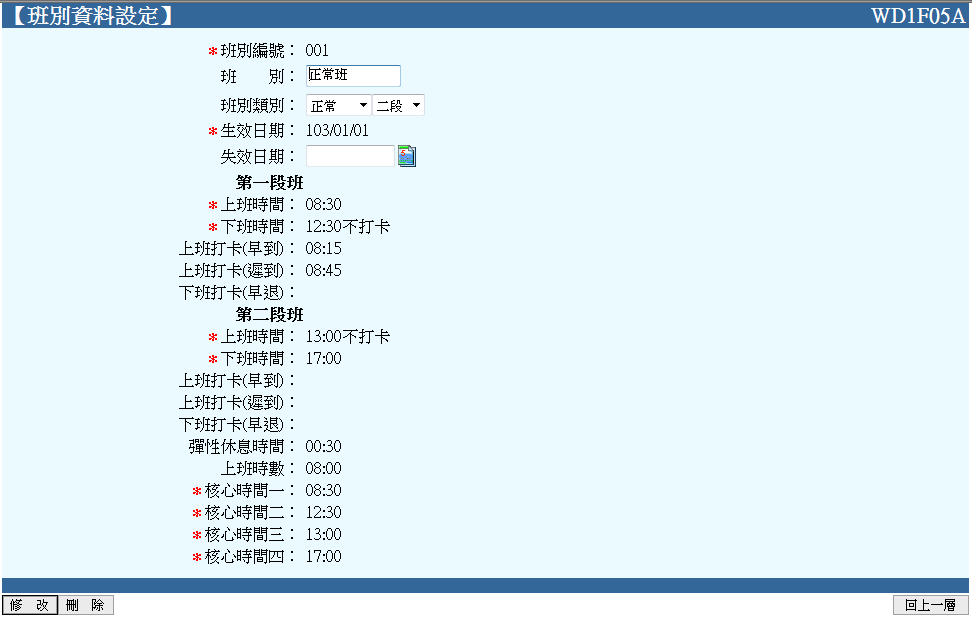 【班別資料設定】 WD1F05A
*班別編號： 001
班　別： 正常班
班別類別： 正常 二段
*生效日期： 103/01/01
失效日期：
第一段班
*上班時間： 08:30
*下班時間： 12:30不打卡
上班打卡(早到)： 08:15
上班打卡(遲到)： 08:45
下班打卡(早退)：
第二段班
*上班時間： 13:00不打卡
*下班時間： 17:00
上班打卡(早到)：
上班打卡(遲到)：
下班打卡(早退)：
彈性休息時間： 00:30
上班時數： 08:00
*核心時間一： 08:30
*核心時間二： 12:30
*核心時間三： 13:00
*核心時間四： 17:00
修 改 刪 除 回上一層